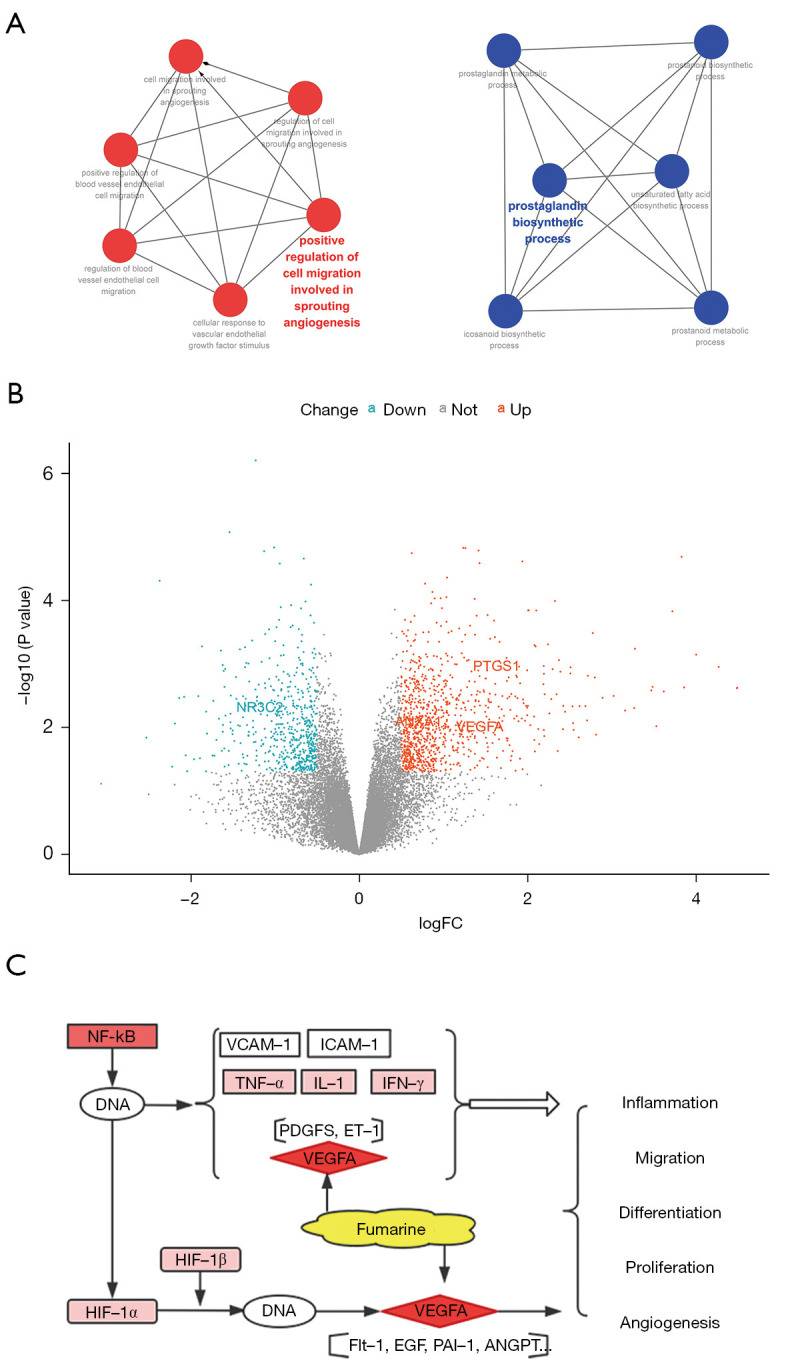 A
cell migration involved
in sprouting
angiogenesis
regulation of cell
migration involved in
sprouting angiogenesis
positive regulation of
blood vessel endothelial
cell migration
regulation of blood
vessel endothelial cell
migration
cellular response to
vascular endothelial
growth factor stimulus
positive
regulation of
cell migration
involved in
sprouting
angiogenesis
prostaglandin metabolic
process
prostanoid biosynthetic
process
prostaglandin
biosynthetic
process
unsaturated fatty acid
biosynthetic process
icosanoid biosynthetic
process
prostanoid metabolic
process
B
Change a Down a Not a Up
−log10 (P value)
6
4
2
0
PTGS1
NR3C2
ANXA1
VEGFA
−2 0 2 4
logFC
C
NF-kB
DNA
VCAM–1 ICAM–1
TNF–α IL–1 IFN–γ
[PDGFS, ET–1]
VEGFA
Fumarine
HIF–1β
HIF–1α
DNA
VEGFA
[Flt–1, EGF, PAI–1, ANGPT...]
Inflammation
Migration
Differentiation
Proliferation
Angiogenesis